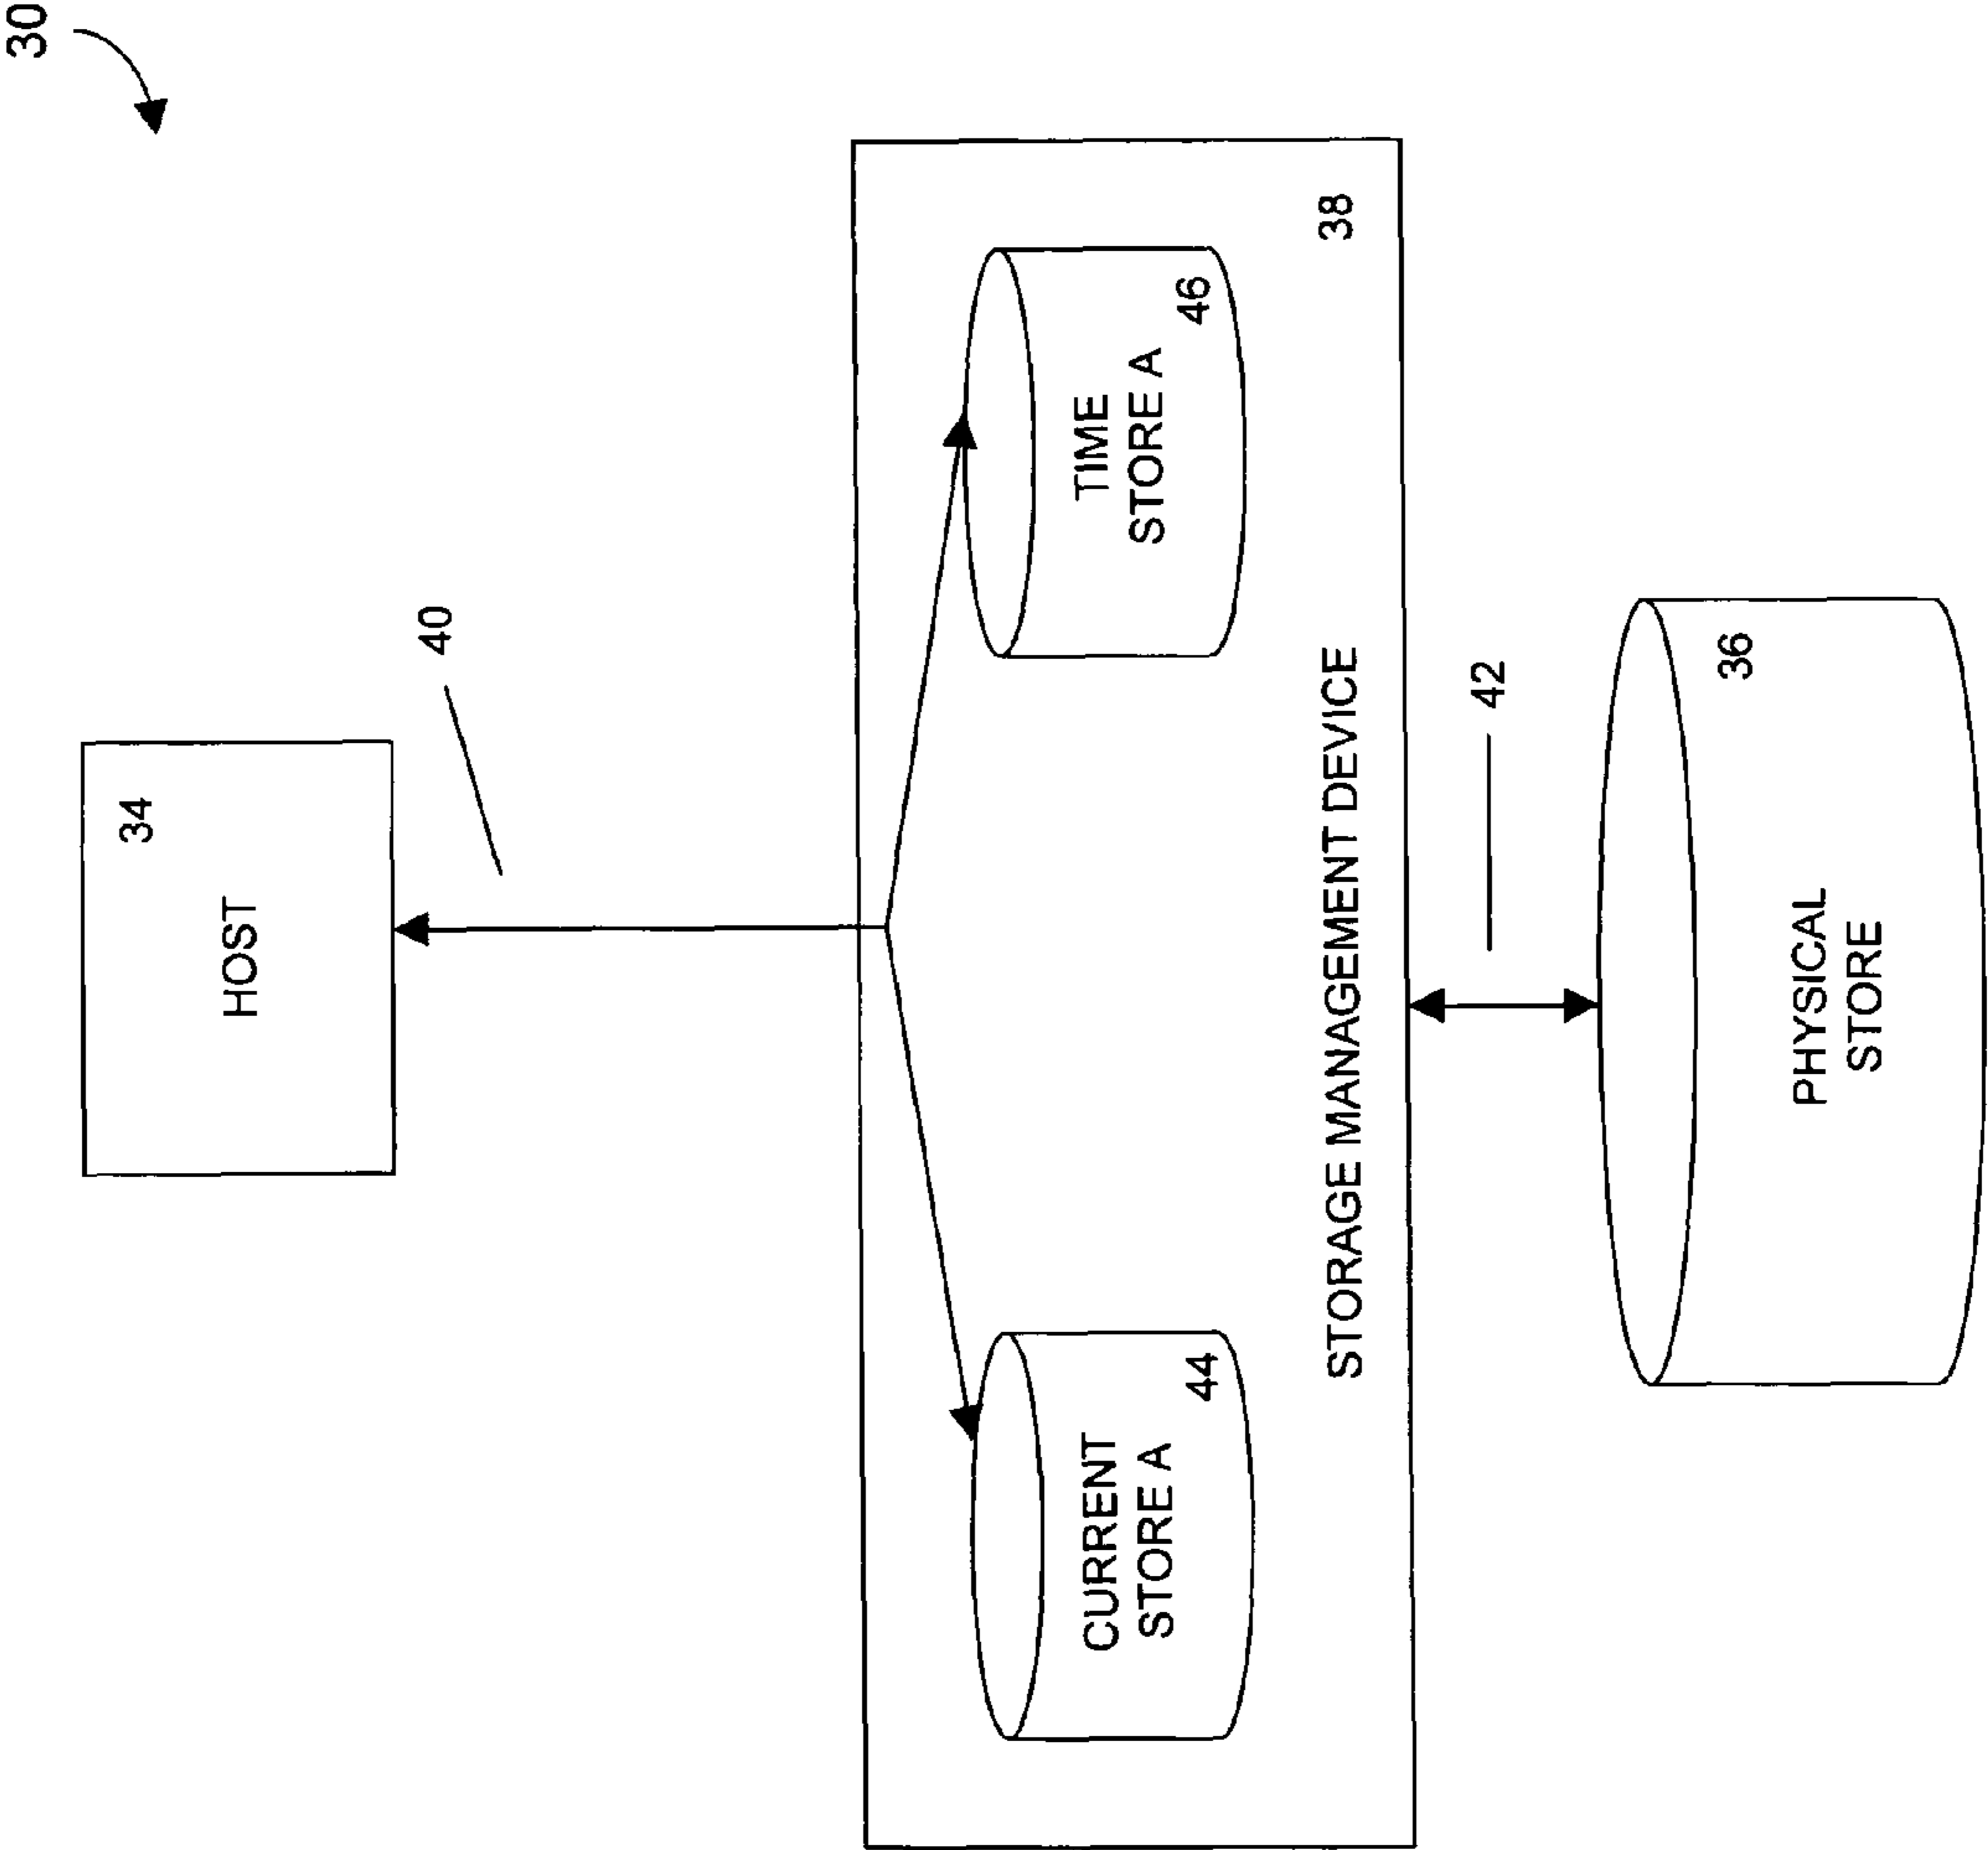 30
34
HOST
40
TIME
STORE A
46
CURRENT
STORE A
44
38
STORAGE MANAGEMENT DEVICE
42
36
PHYSICAL
STORE